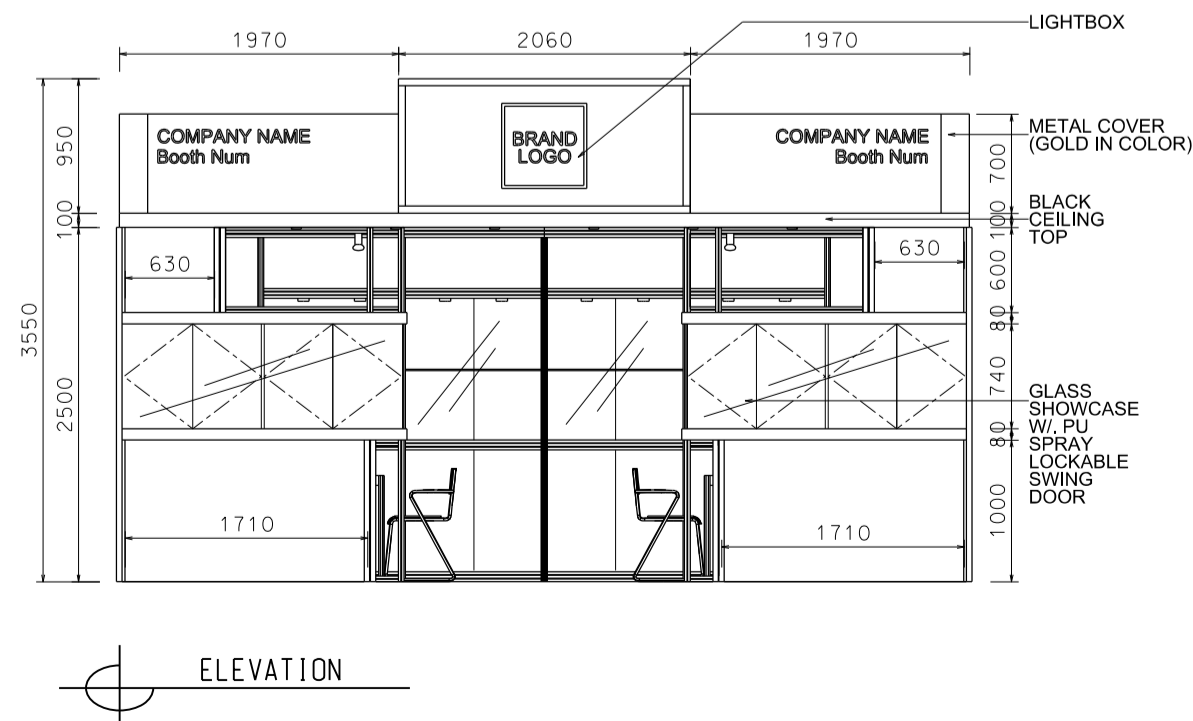 1970
2060
1970
LIGHTBOX
COMPANY NAME
Booth Num
BRAND
LOGO
COMPANY NAME
Booth Num
METAL COVER
(GOLD IN COLOR)
BLACK
CEILING
TOP
950
100
3550
2500
700
100
600
80
740
80
1000
630
630
GLASS
SHOWCASE
W/. PU
SPRAY
LOCKABLE
SWING
DOOR
1710
1710
ELEVATION